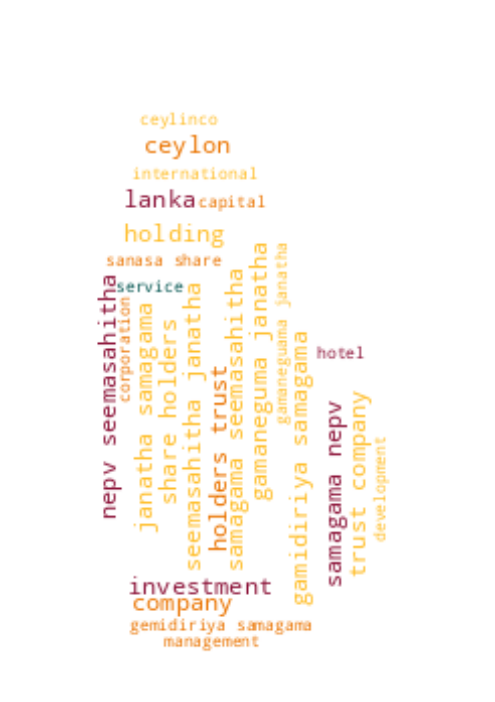 ceylinco
ceylon
international
lanka
capital
holding
sanasa share
service
nepv seemasahitha
corporation
janatha samagama
share holders
seemasahitha janatha
holders trust
samagama seemasahitha
gamaneguma janatha
gamaneguama janatha
gamidiriya samagama
hotel
samagama nepv
trust company
development
investment
company
gemidiriya samagama
management